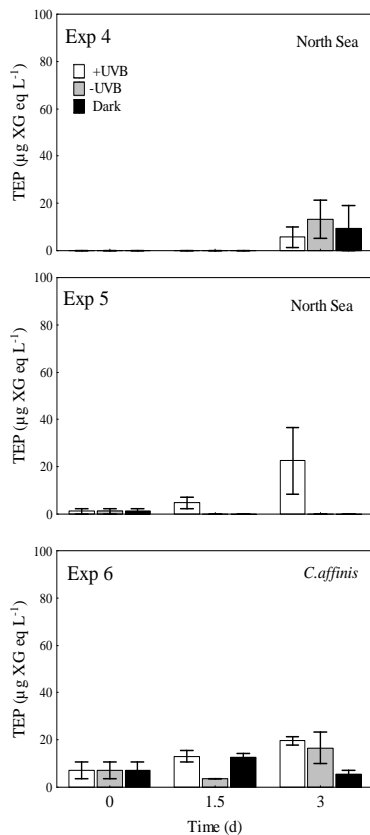 Exp 4
North Sea
+UVB
-UVB
Dark
100
80
60
40
20
0
TEP (µg XG eq L⁻¹)
Exp 5
North Sea
100
80
60
40
20
0
TEP (µg XG eq L⁻¹)
Exp 6
C.affinis
100
80
60
40
20
0
TEP (µg XG eq L⁻¹)
0 1.5 3
Time (d)